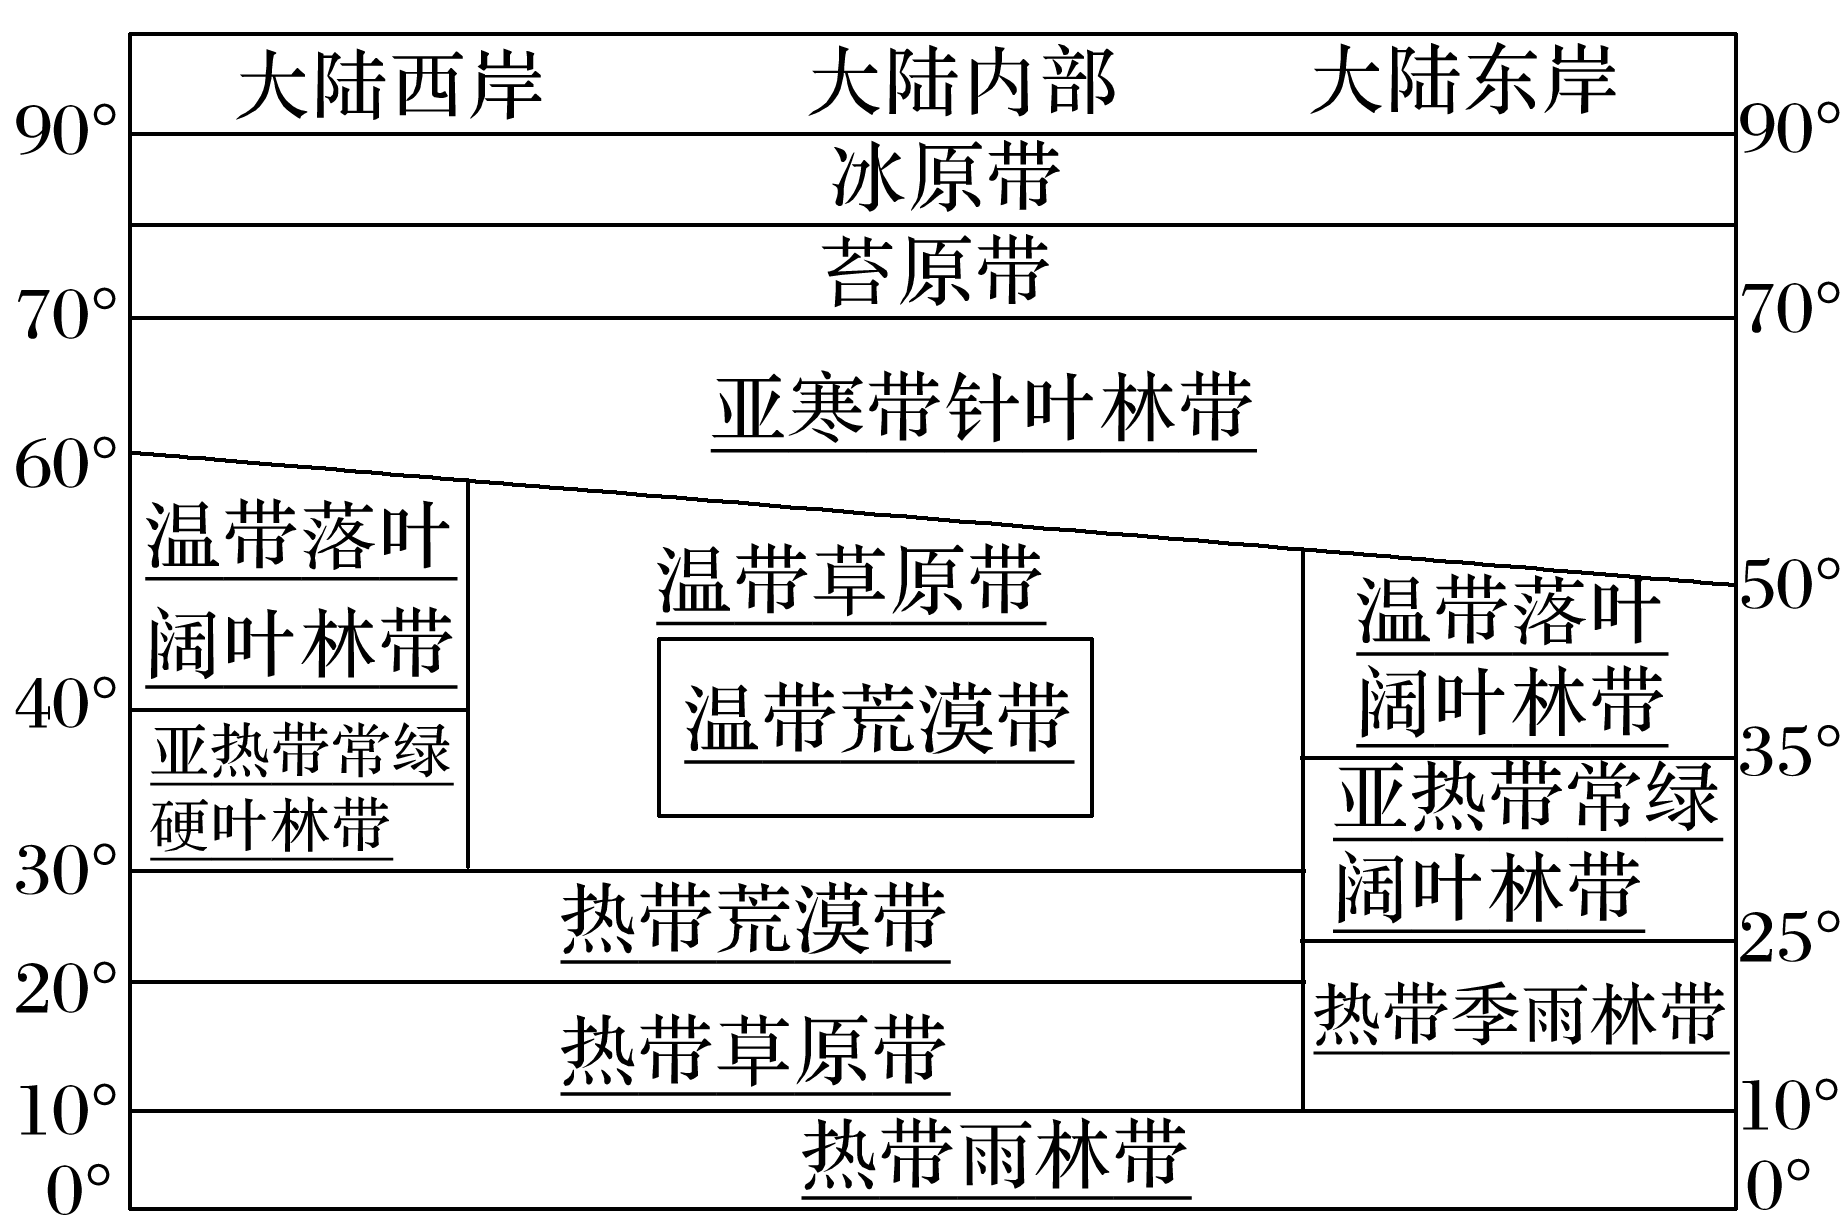 大陆西岸 大陆内部 大陆东岸
90° 90°
冰原带
苔原带
70° 70°
亚寒带针叶林带
60°
温带落叶
阔叶林带
温带草原带
温带荒漠带
50°
温带落叶
阔叶林带
40°
亚热带常绿
硬叶林带
35°
亚热带常绿
阔叶林带
30°
热带荒漠带
25°
20°
热带草原带
热带季雨林带
10° 10°
热带雨林带
0° 0°